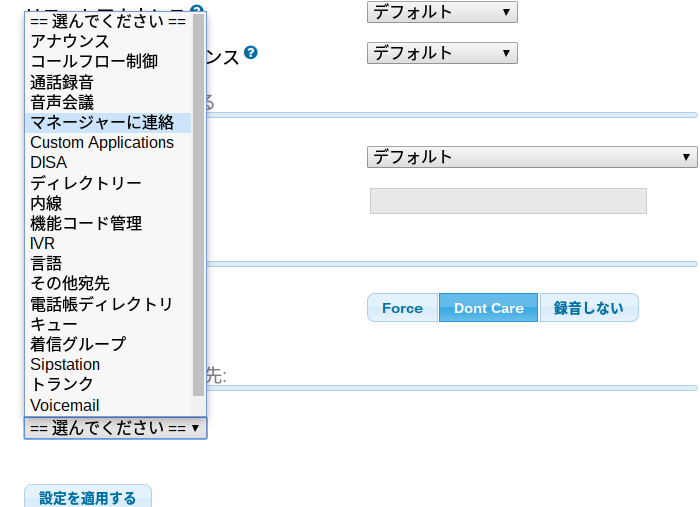 デフォルト
== 選んでください ==
アナウンス
コールフロー制御
ンス
デフォルト
通話録音
音声会議
る
マネージャーに連絡
Custom Applications
DISA
デフォルト
ディレクトリー
内線
機能コード管理
IVR
言語
その他宛先
電話帳ディレクトリ
Force
Dont Care
録音しない
キュー
着信グループ
Sipstation
トランク
先:
Voicemail
== 選んでください ==
設定を適用する